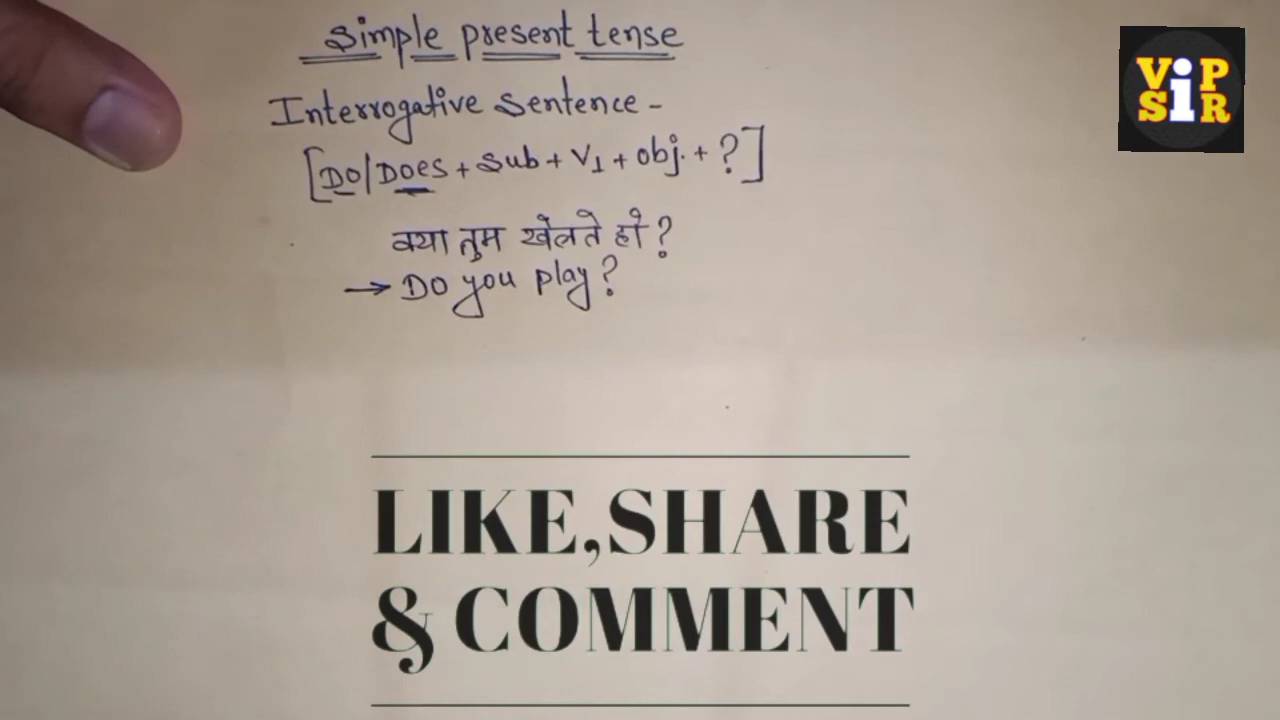 Simple present tense
Interrogative Sentence -
[DO/DOES + Sub + V1 + obj. + ?]
क्या तुम खेलते हो?
→ DO you play?
ViP
SiR
LIKE,SHARE
& COMMENT